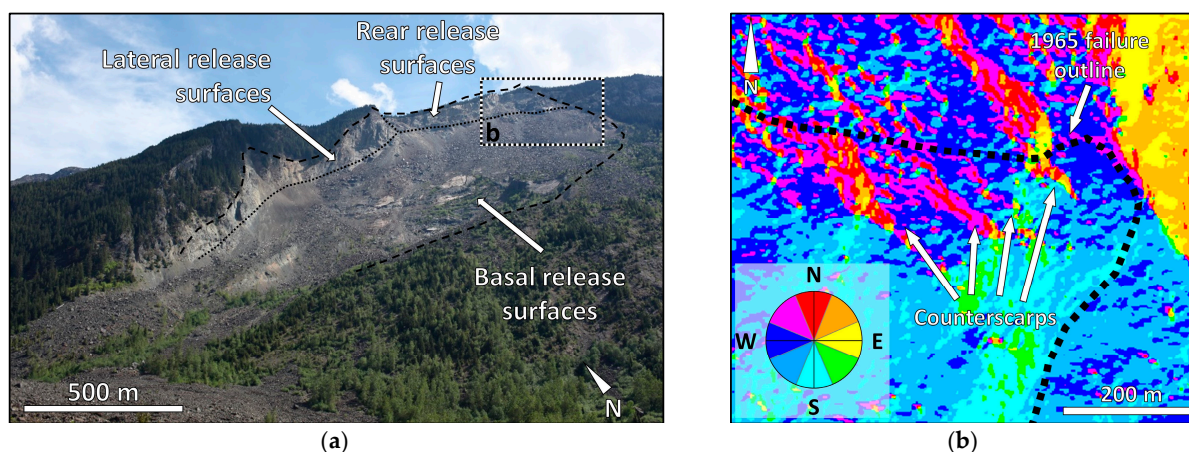 Rear release
surfaces
Lateral release
surfaces
b
Basal release
surfaces
500 m
N
(a)
N
1965 failure
outline
Counterscarps
N
W
E
S
200 m
(b)